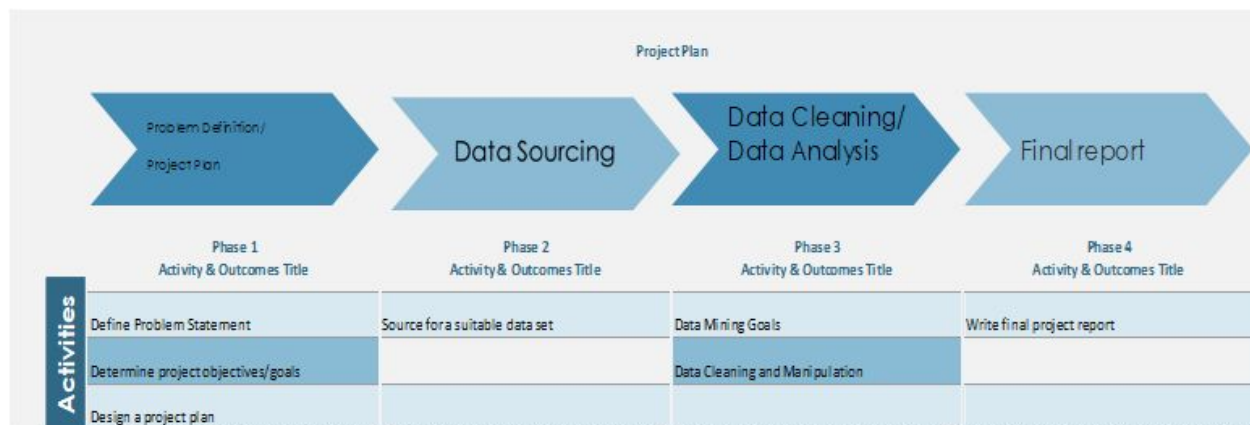 Project Plan
Problem Definition/
Project Plan
Data Sourcing
Data Cleaning/
Data Analysis
Final report
Phase 1
Activity & Outcomes Title
Phase 2
Activity & Outcomes Title
Phase 3
Activity & Outcomes Title
Phase 4
Activity & Outcomes Title
Activities
Define Problem Statement
Source for a suitable data set
Data Mining Goals
Write final project report
Determine project objectives/goals
Data Cleaning and Manipulation
Design a project plan